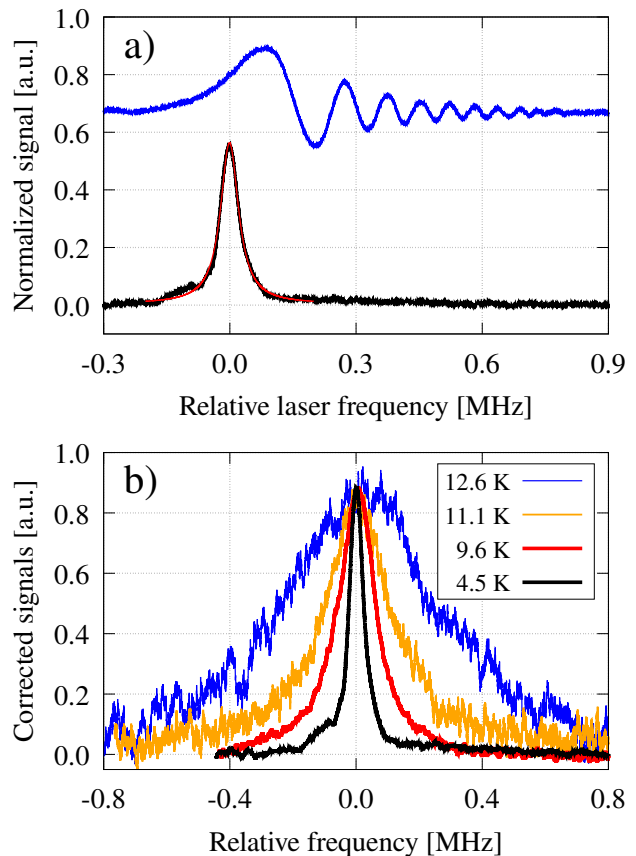 a)
Normalized signal [a.u.]
1.0
0.8
0.6
0.4
0.2
0.0
-0.3 0.0 0.3 0.6 0.9
Relative laser frequency [MHz]
b)
Corrected signals [a.u.]
1.0
0.8
0.6
0.4
0.2
0.0
12.6 K
11.1 K
9.6 K
4.5 K
-0.8 -0.4 0.0 0.4 0.8
Relative frequency [MHz]